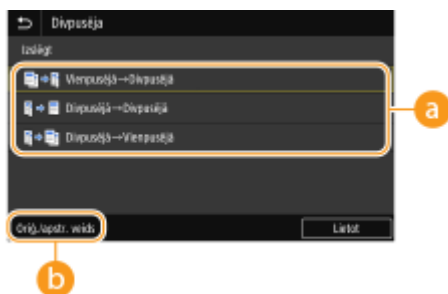 Divpusēja
Izslēgt
Vienpusējā→Divpusējā
Divpusējā→Divpusējā
Divpusējā→Vienpusējā
a
Oriģ./apstr. veids
Lietot
b